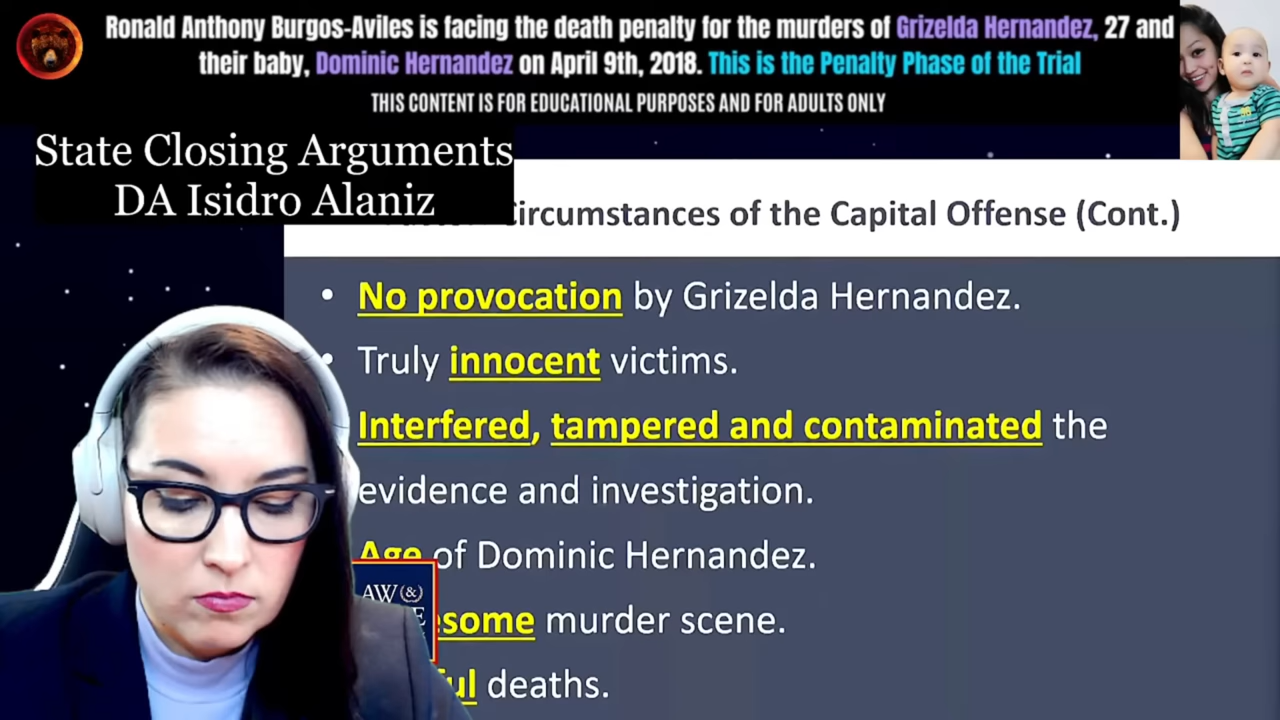 Ronald Anthony Burgos-Aviles is facing the death penalty for the murders of Grizelda Hernandez, 27 and
their baby, Dominic Hernandez on April 9th, 2018. This is the Penalty Phase of the Trial
THIS CONTENT IS FOR EDUCATIONAL PURPOSES AND FOR ADULTS ONLY
State Closing Arguments
DA Isidro Alaniz
Circumstances of the Capital Offense (Cont.)
• No provocation by Grizelda Hernandez.
• Truly innocent victims.
Interfered, tampered and contaminated the
evidence and investigation.
Age of Dominic Hernandez.
AW &
murder scene.
deaths.